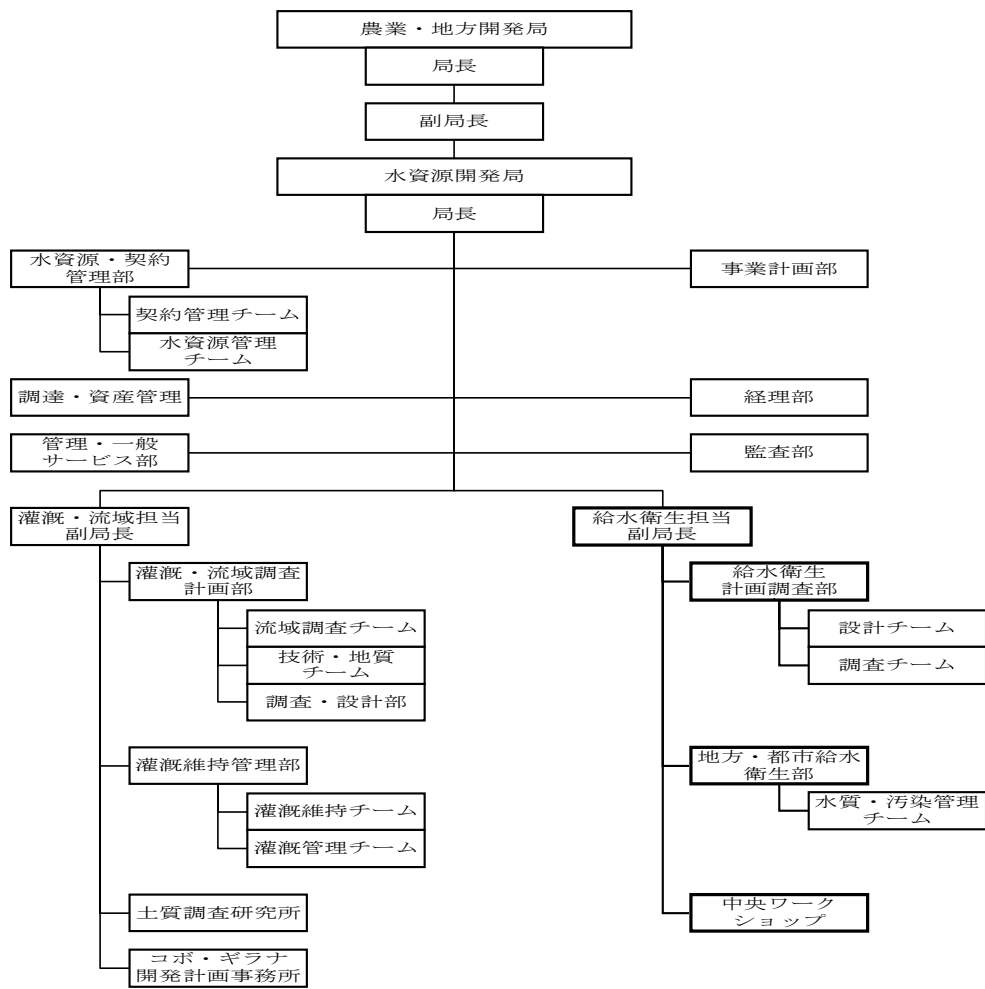 農業・地方開発局
局長
副局長
水資源開発局
局長
水資源・契約
管理部
事業計画部
契約管理チーム
水資源管理
チーム
調達・資産管理
経理部
管理・一般
サービス部
監査部
灌漑・流域担当
副局長
給水衛生担当
副局長
灌漑・流域調査
計画部
給水衛生
計画調査部
流域調査チーム
設計チーム
技術・地質
チーム
調査チーム
調査・設計部
灌漑維持管理部
地方・都市給水
衛生部
灌漑維持チーム
水質・汚染管理
チーム
灌漑管理チーム
土質調査研究所
中央ワーク
ショップ
コボ・ギラナ
開発計画事務所